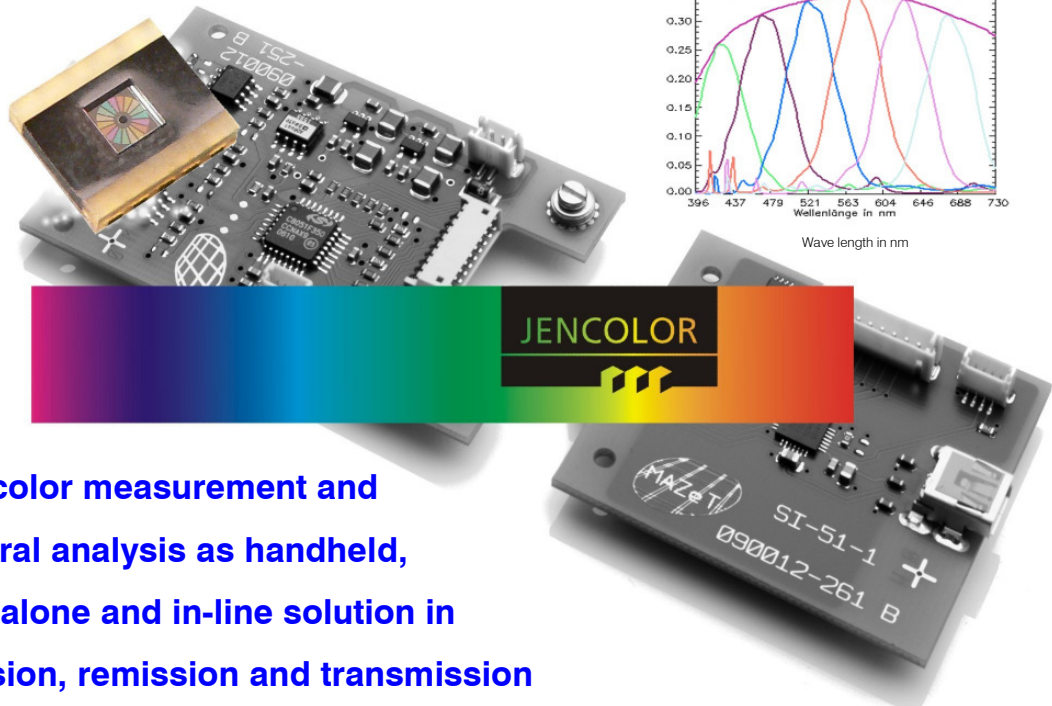 0.30
0.25
0.20
0.15
0.10
0.05
0.00
396 437 479 521 563 604 646 688 730
Wellenlänge in nm
Wave length in nm
090012
-251 B
JENCOLOR
color measurement and
ral analysis as handheld,
alone and in-line solution in
sion, remission and transmission
MAZeT
SI-51-1
090012-261 B